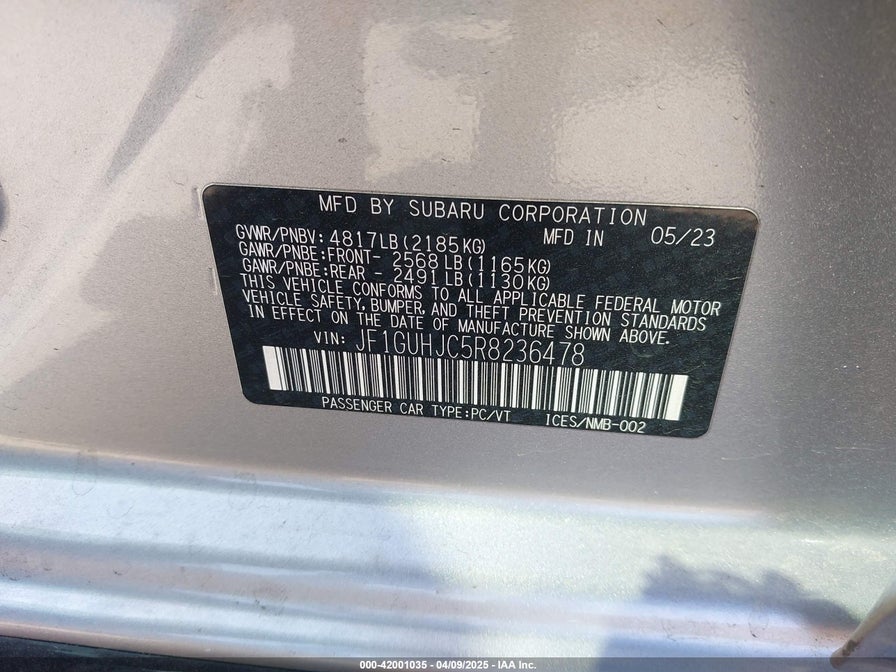 MFD BY SUBARU CORPORATION
GVWR/PNBV: 4817LB(2185KG) MFD IN 05/23
GAWR/PNBE:FRONT- 2568LB(1165KG)
GAWR/PNBE:REAR - 2491LB(1130KG)
THIS VEHICLE CONFORMS TO ALL APPLICABLE FEDERAL MOTOR
VEHICLE SAFETY, BUMPER, AND THEFT PREVENTION STANDARDS
IN EFFECT ON THE DATE OF MANUFACTURE SHOWN ABOVE.
VIN: JF1GUHJC5R8236478
PASSENGER CAR TYPE:PC/VT ICES/NMB-002
000-42001035 - 04/09/2025 - IAA Inc.